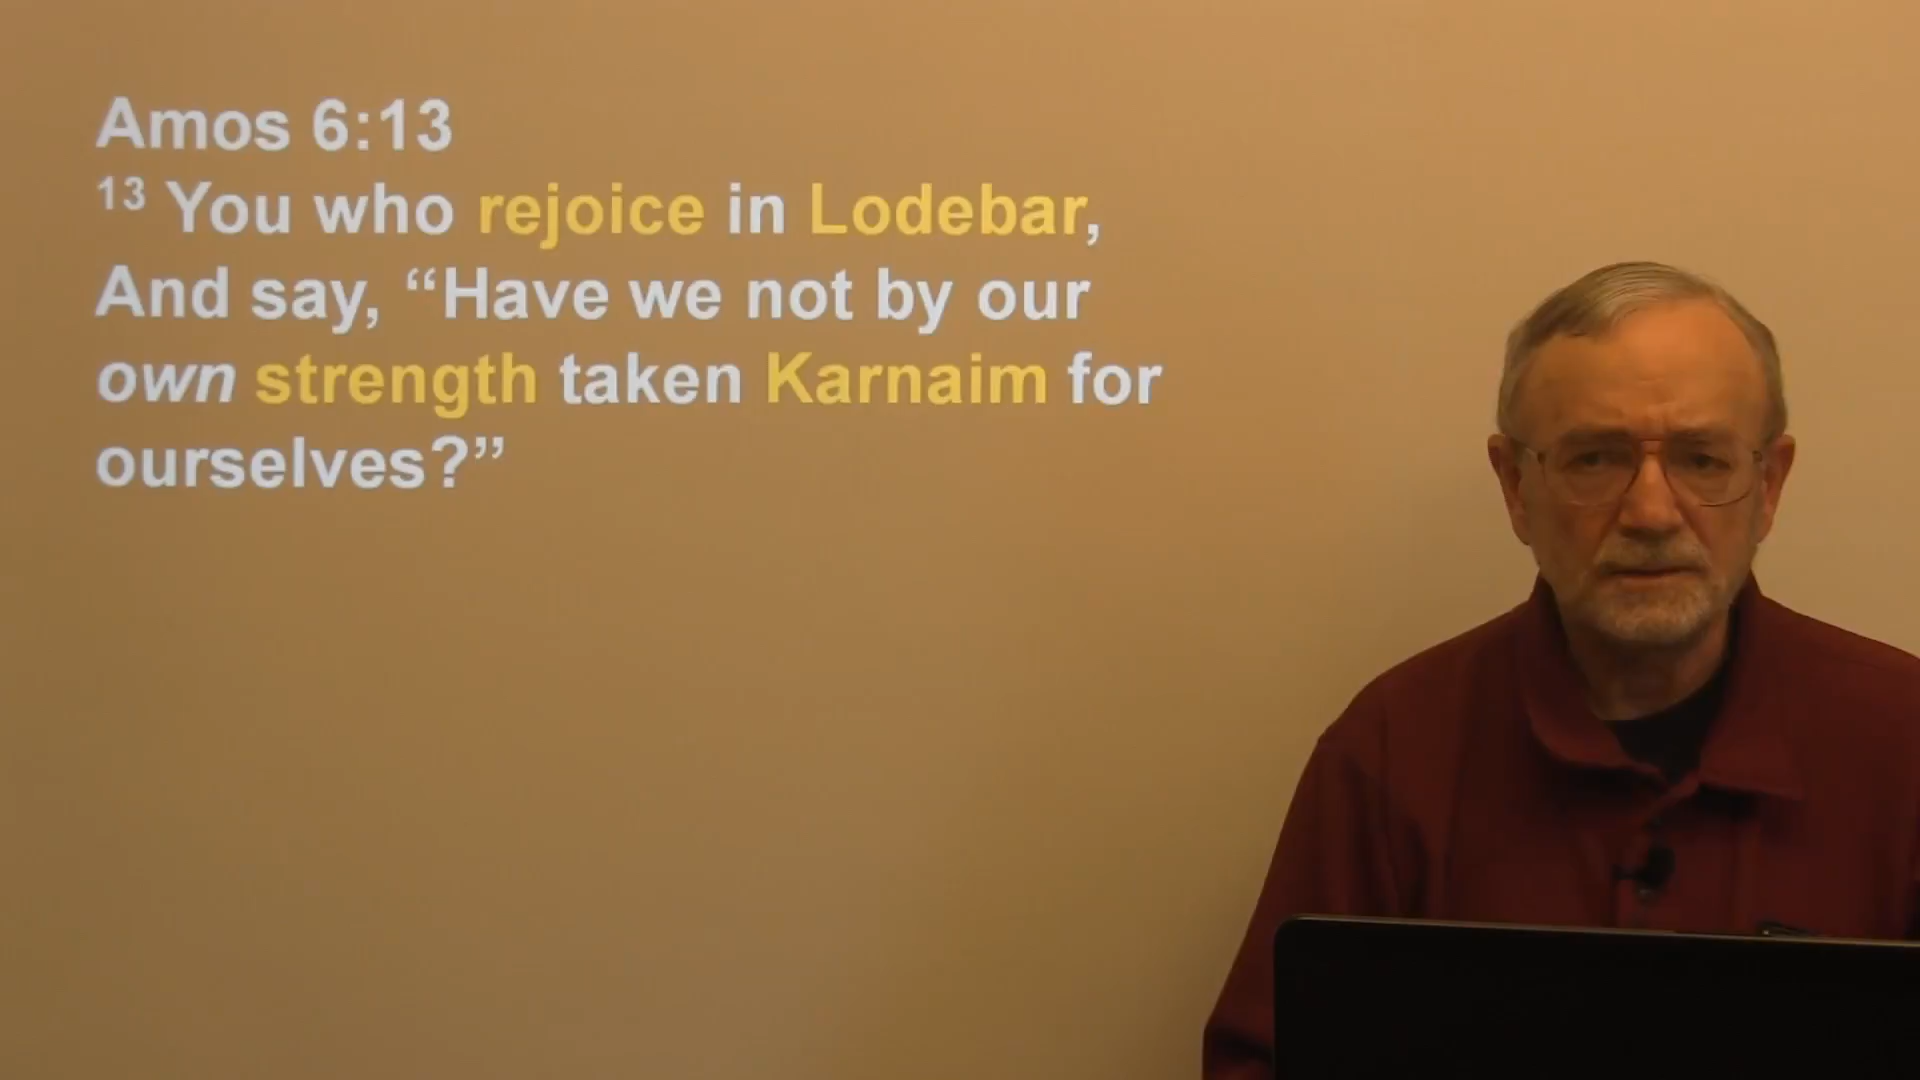 Amos 6:13
13 You who rejoice in Lodebar,
And say, “Have we not by our
own strength taken Karnaim for
ourselves?”